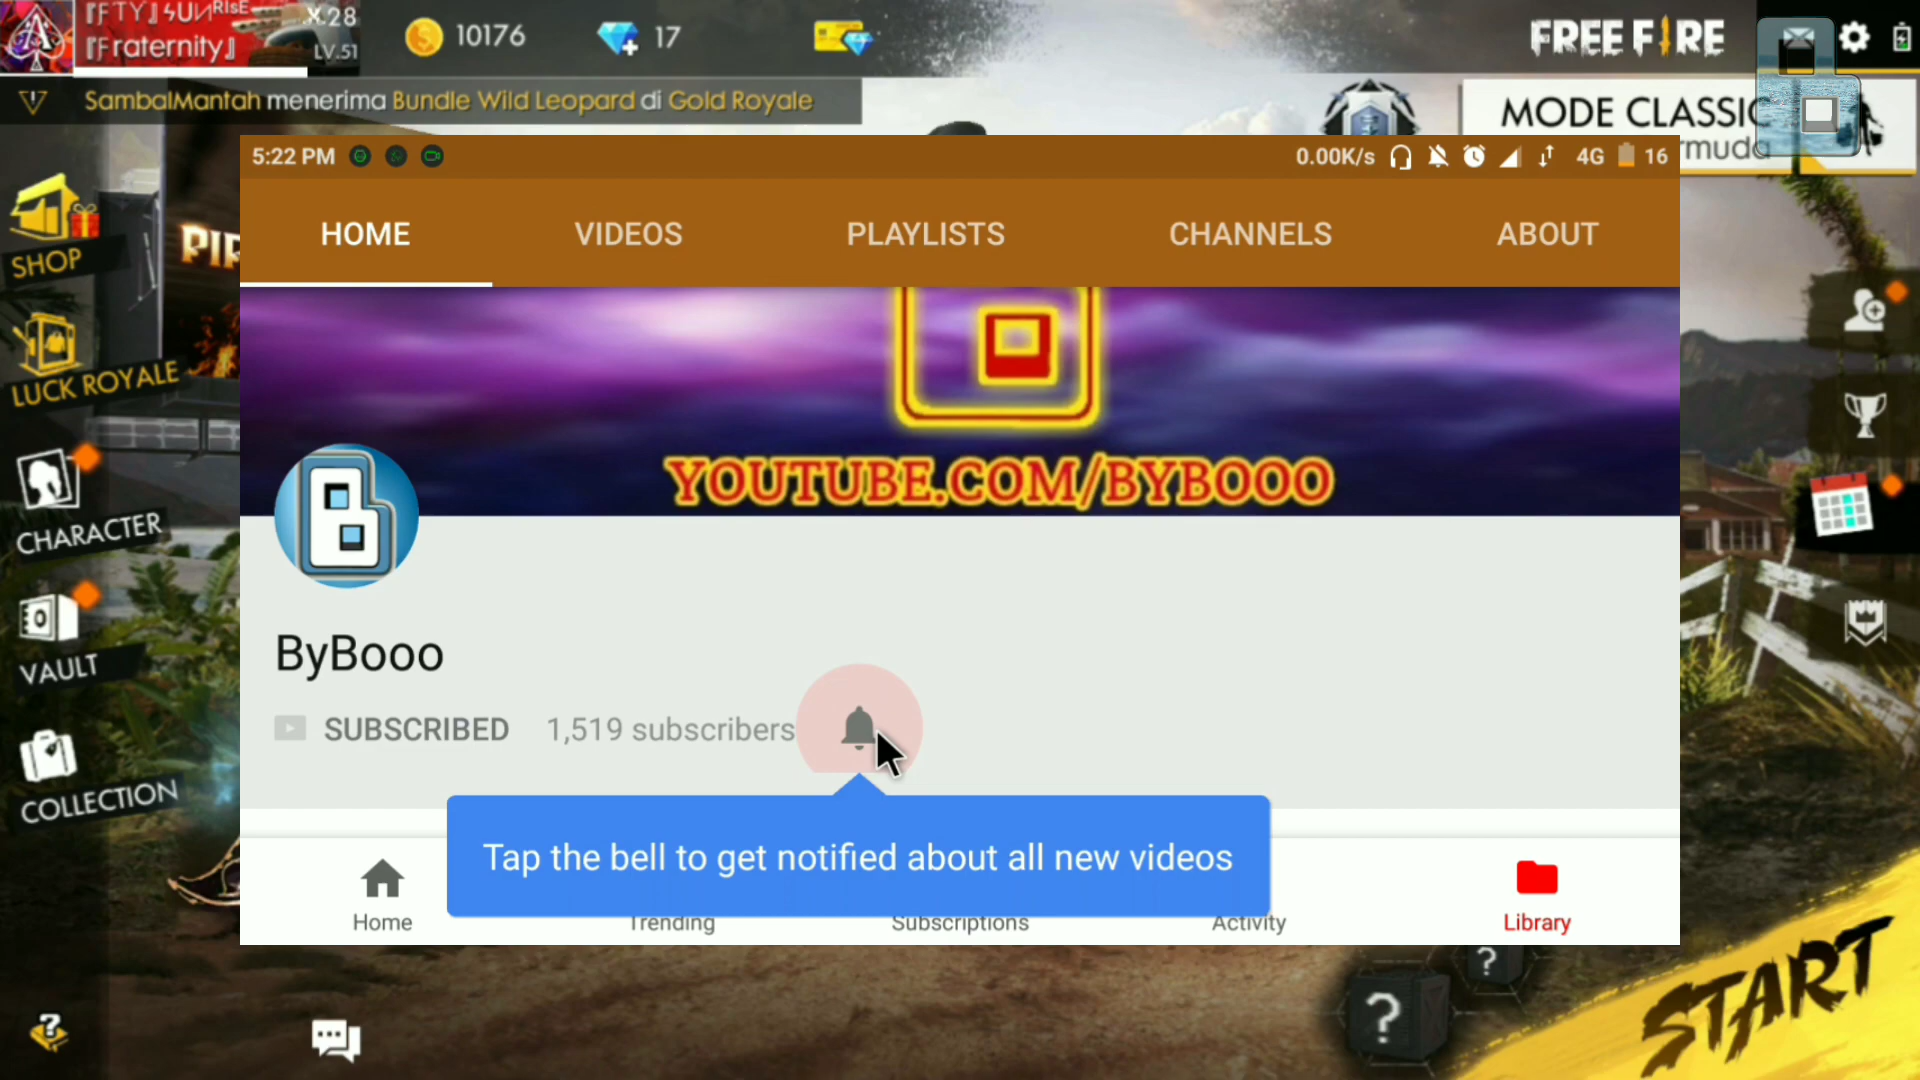 『FTY』SUNRISE
『Fraternity』
X.28
LV.51
10176
17
FREE FIRE
SambalMantah menerima Bundle Wild Leopard di Gold Royale
MODE CLASSIC
rmuda
5:22 PM
0.00K/s
4G
16
HOME
VIDEOS
PLAYLISTS
CHANNELS
ABOUT
SHOP
PIR
LUCK ROYALE
CHARACTER
VAULT
COLLECTION
YOUTUBE.COM/BYBOOO
ByBooo
SUBSCRIBED
1,519 subscribers
Tap the bell to get notified about all new videos
Home
Trending
Subscriptions
Activity
Library
START